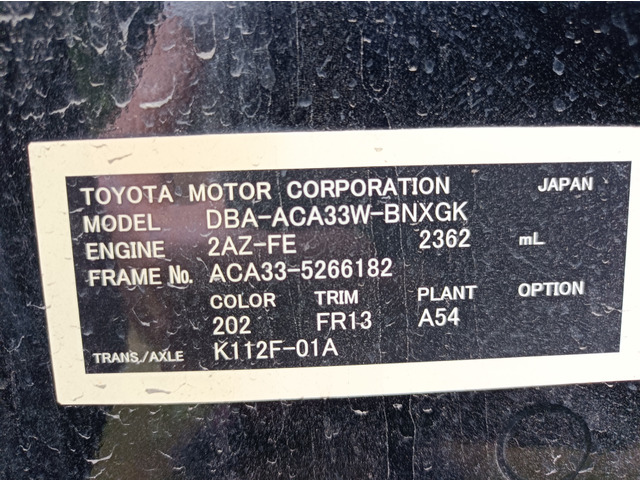 TOYOTA MOTOR CORPORATION JAPAN
MODEL DBA-ACA33W-BNXGK
ENGINE 2AZ-FE 2362 mL
FRAME No. ACA33-5266182
COLOR TRIM PLANT OPTION
202 FR13 A54
TRANS./AXLE K112F-01A